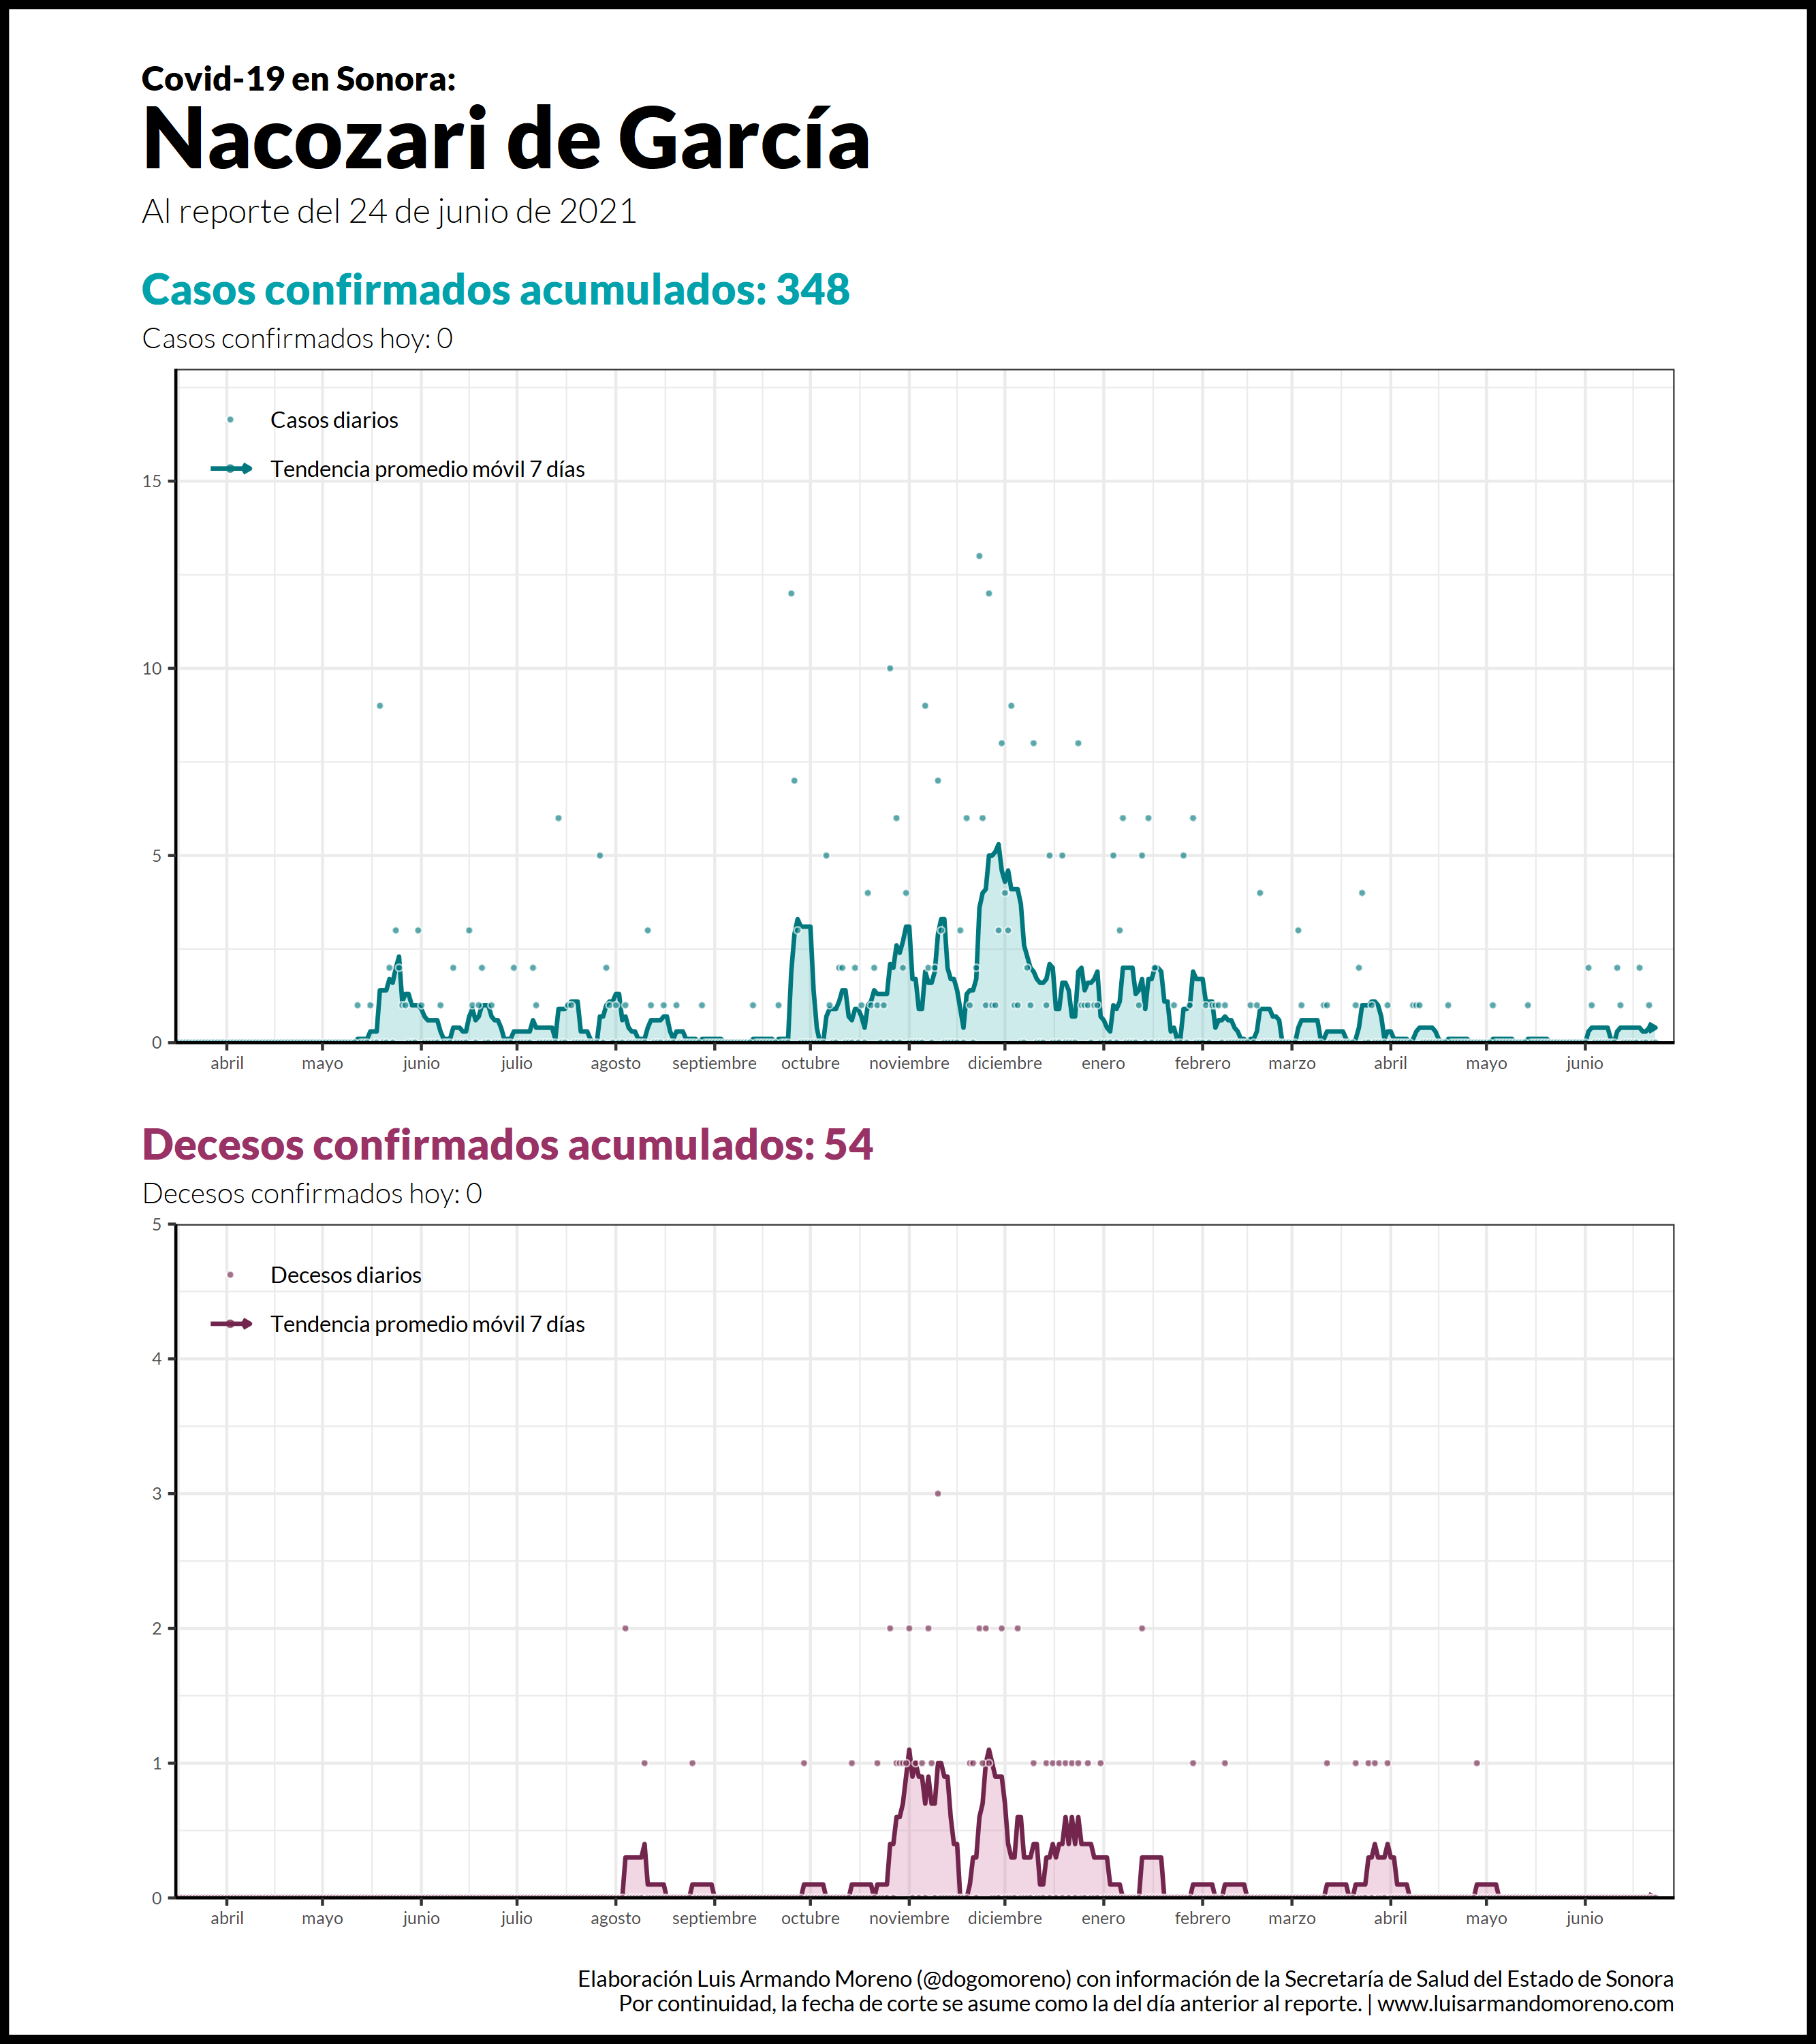 Covid-19 en Sonora:
Nacozari de García
Al reporte del 24 de junio de 2021
Casos confirmados acumulados: 348
Casos confirmados hoy: 0
Casos diarios
Tendencia promedio móvil 7 días
15
10
5
0
abril mayo junio julio agosto septiembre octubre noviembre diciembre enero febrero marzo abril mayo junio
Decesos confirmados acumulados: 54
Decesos confirmados hoy: 0
5
Decesos diarios
Tendencia promedio móvil 7 días
4
3
2
1
0
abril mayo junio julio agosto septiembre octubre noviembre diciembre enero febrero marzo abril mayo junio
Elaboración Luis Armando Moreno (@dogomoreno) con información de la Secretaría de Salud del Estado de Sonora
Por continuidad, la fecha de corte se asume como la del día anterior al reporte. | www.luisarmandomoreno.com